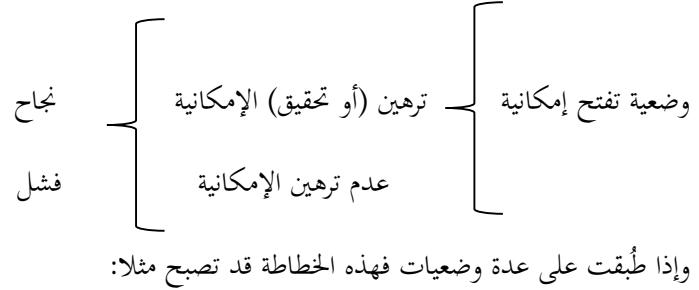 وضعية تفتح إمكانية ترهين (أو تحقيق) الإمكانية نجاح
عدم ترهين الإمكانية فشل
وإذا طُبقت على عدة وضعيات فهذه الخطاطة قد تصبح مثلا: